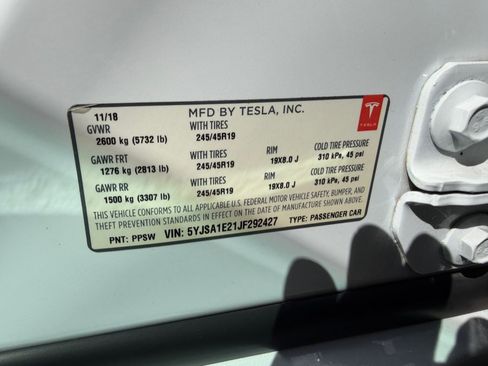 11/18 MFD BY TESLA, INC.
GVWR WITH TIRES
2600 kg (5732 lb) 245/45R19
GAWR FRT WITH TIRES RIM COLD TIRE PRESSURE
1276 kg (2813 lb) 245/45R19 19X8.0 J 310 kPa, 45 psi
GAWR RR WITH TIRES RIM COLD TIRE PRESSURE
1500 kg (3307 lb) 245/45R19 19X8.0 J 310 kPa, 45 psi
THIS VEHICLE CONFORMS TO ALL APPLICABLE U.S. FEDERAL MOTOR VEHICLE SAFETY, BUMPER, AND
THEFT PREVENTION STANDARDS IN EFFECT ON THE DATE OF MANUFACTURE SHOWN ABOVE.
PNT: PPSW VIN: 5YJSA1E21JF292427 TYPE: PASSENGER CAR
TESLA